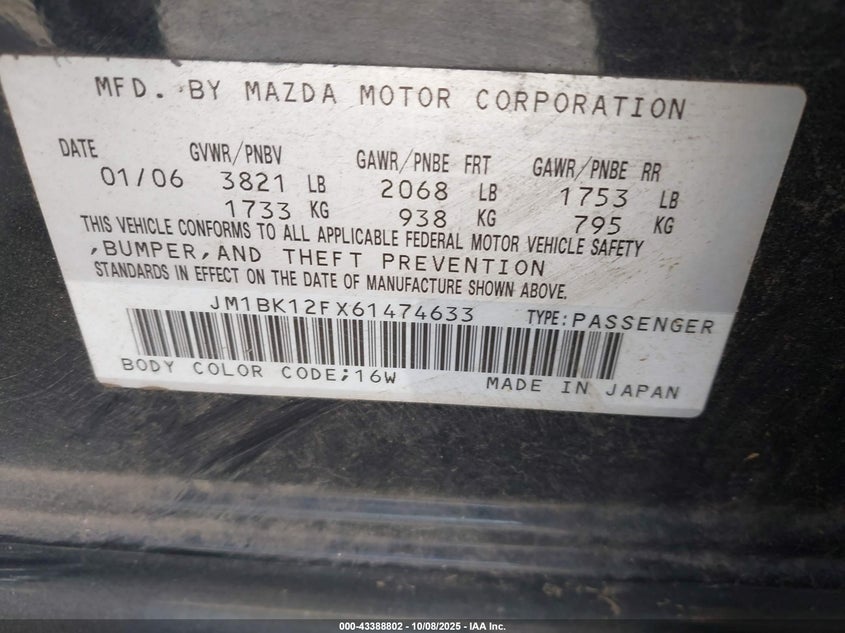 MFD. BY MAZDA MOTOR CORPORATION
DATE GVWR/PNBV GAWR/PNBE FRT GAWR/PNBE RR
01/06 3821 LB 2068 LB 1753 LB
1733 KG 938 KG 795 KG
THIS VEHICLE CONFORMS TO ALL APPLICABLE FEDERAL MOTOR VEHICLE SAFETY
,BUMPER,AND THEFT PREVENTION
STANDARDS IN EFFECT ON THE DATE OF MANUFACTURE SHOWN ABOVE.
JM1BK12FX61474633 TYPE:PASSENGER
BODY COLOR CODE;16W MADE IN JAPAN
000-43388802 - 10/08/2025 - IAA Inc.